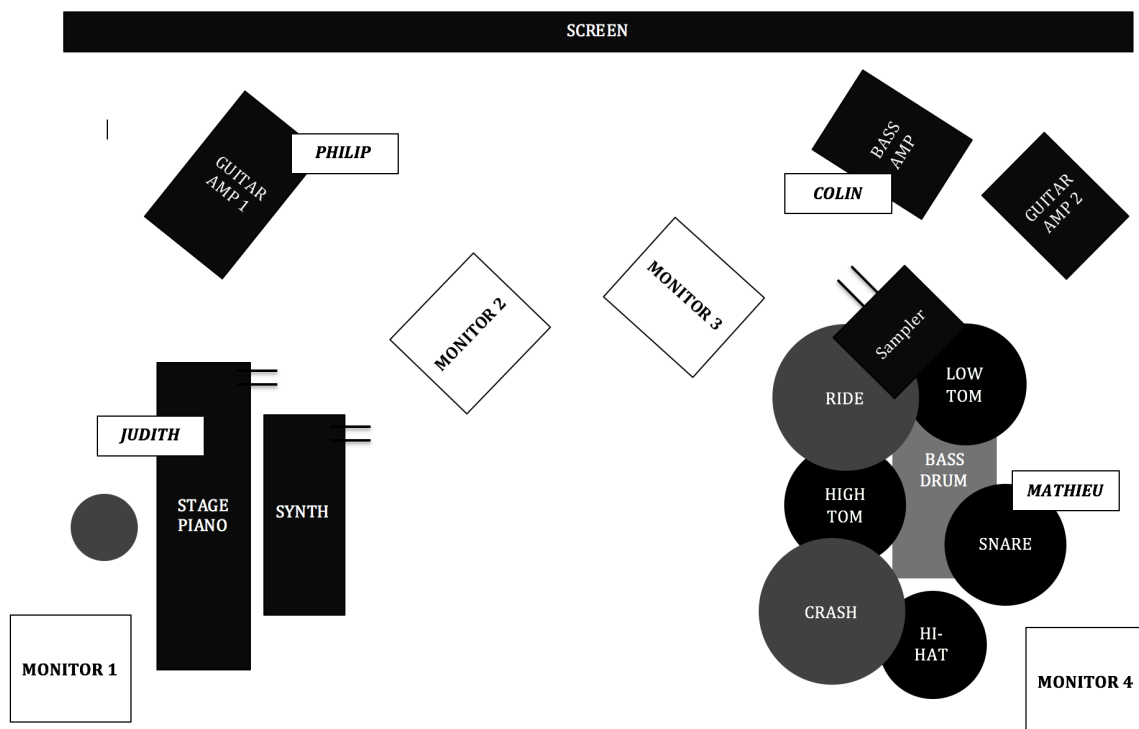 SCREEN
GUITAR
AMP 1
PHILIP
BASS
AMP
COLIN
GUITAR
AMP 2
MONITOR 2
MONITOR 3
Sampler
RIDE
LOW
TOM
JUDITH
STAGE
PIANO
SYNTH
BASS
DRUM
HIGH
TOM
MATHIEU
SNARE
CRASH
HI-
HAT
MONITOR 1
MONITOR 4